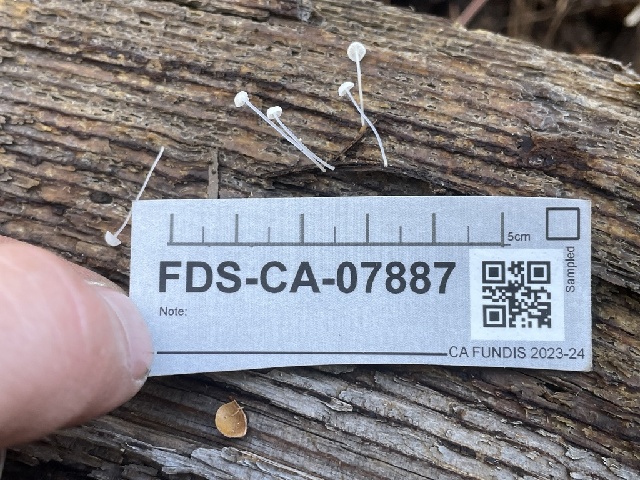 5cm
Sampled
FDS-CA-07887
Note:
CA FUNDIS 2023-24